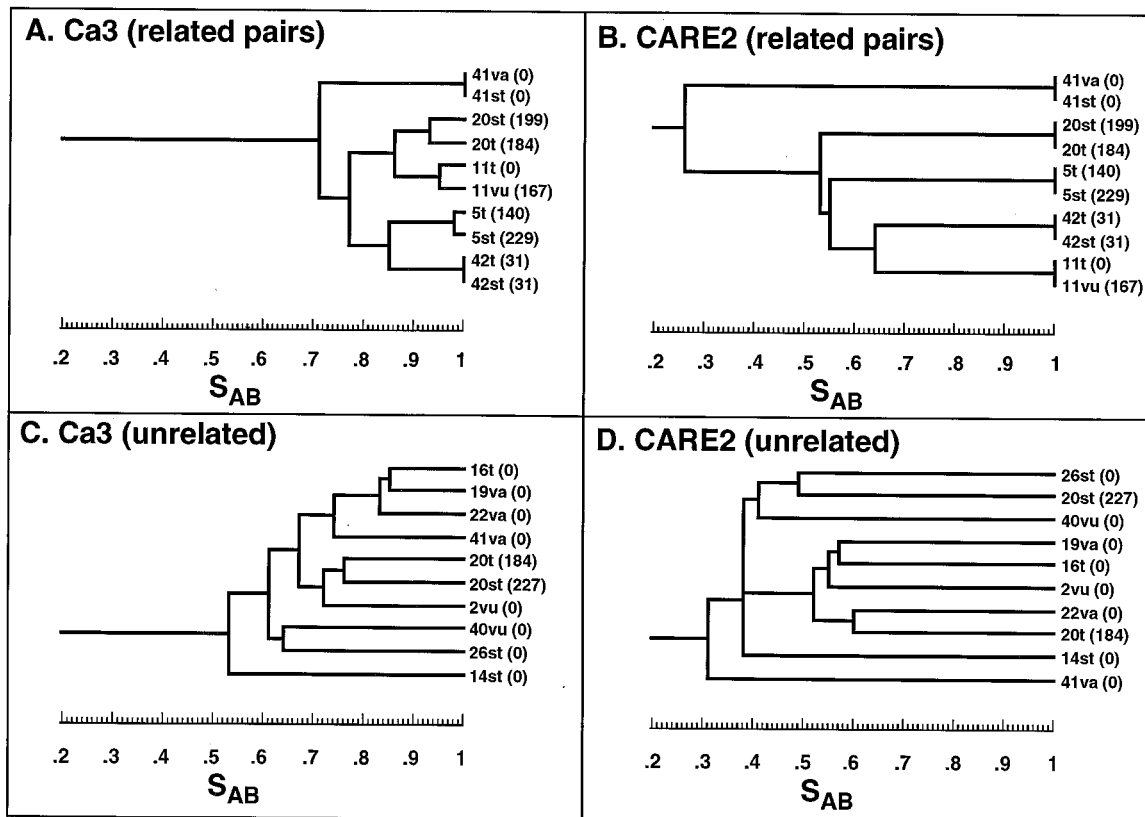 A. Ca3 (related pairs)
41va (0)
41st (0)
20st (199)
20t (184)
11t (0)
11vu (167)
5t (140)
5st (229)
42t (31)
42st (31)
.2 .3 .4 .5 .6 .7 .8 .9 1
SAB
B. CARE2 (related pairs)
41va (0)
41st (0)
20st (199)
20t (184)
5t (140)
5st (229)
42t (31)
42st (31)
11t (0)
11vu (167)
.2 .3 .4 .5 .6 .7 .8 .9 1
SAB
C. Ca3 (unrelated)
16t (0)
19va (0)
22va (0)
41va (0)
20t (184)
20st (227)
2vu (0)
40vu (0)
26st (0)
14st (0)
.2 .3 .4 .5 .6 .7 .8 .9 1
SAB
D. CARE2 (unrelated)
26st (0)
20st (227)
40vu (0)
19va (0)
16t (0)
2vu (0)
22va (0)
20t (184)
14st (0)
41va (0)
.2 .3 .4 .5 .6 .7 .8 .9 1
SAB